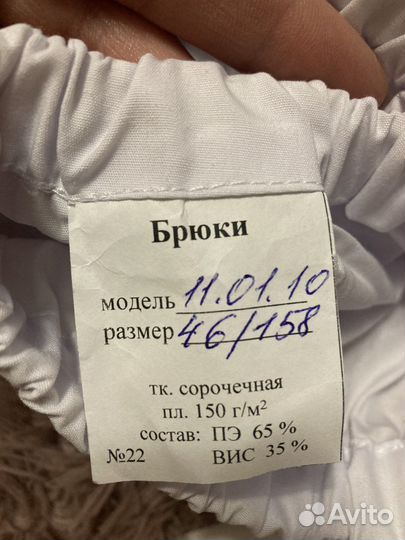 Брюки
модель 11.01.10
размер 46/158
тк. сорочечная
пл. 150 г/м²
состав: ПЭ 65 %
№22 ВИС 35 %
Avito